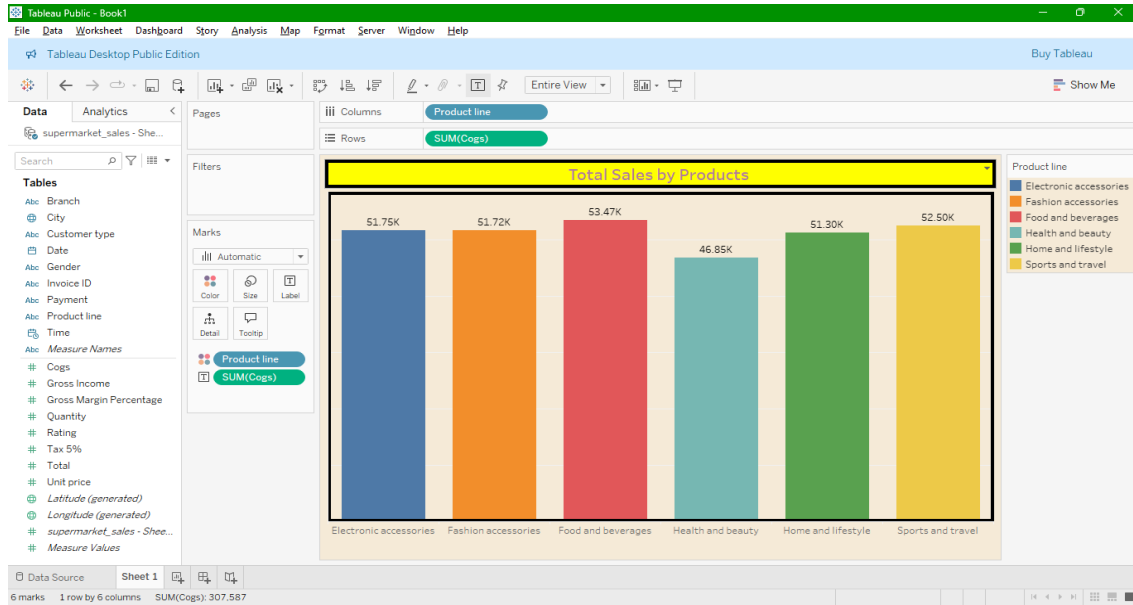 Tableau Public - Book1
File Data Worksheet Dashboard Story Analysis Map Format Server Window Help
Tableau Desktop Public Edition
Buy Tableau
Entire View
Show Me
Data Analytics
supermarket_sales - She...
Search
Tables
Abc Branch
City
Abc Customer type
Date
Abc Gender
Abc Invoice ID
Abc Payment
Abc Product line
Time
Abc Measure Names
# Cogs
# Gross Income
# Gross Margin Percentage
# Quantity
# Rating
# Tax 5%
# Total
# Unit price
Latitude (generated)
Longitude (generated)
# supermarket_sales - Shee...
# Measure Values
Pages
Filters
Marks
Automatic
Color Size Label
Detail Tooltip
Product line
SUM(Cogs)
Columns Product line
Rows SUM(Cogs)
Total Sales by Products
51.75K 51.72K 53.47K 46.85K 51.30K 52.50K
Electronic accessories Fashion accessories Food and beverages Health and beauty Home and lifestyle Sports and travel
Product line
Electronic accessories
Fashion accessories
Food and beverages
Health and beauty
Home and lifestyle
Sports and travel
Data Source Sheet 1
6 marks 1 row by 6 columns SUM(Cogs): 307,587